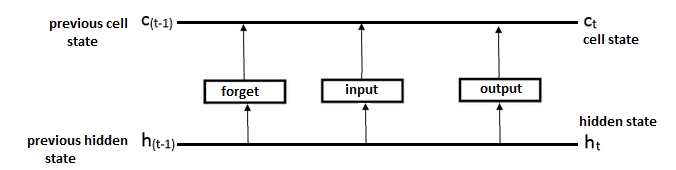 previous cell
state
C(t-1)
Ct
cell state
forget
input
output
previous hidden
state
h(t-1)
hidden state
ht